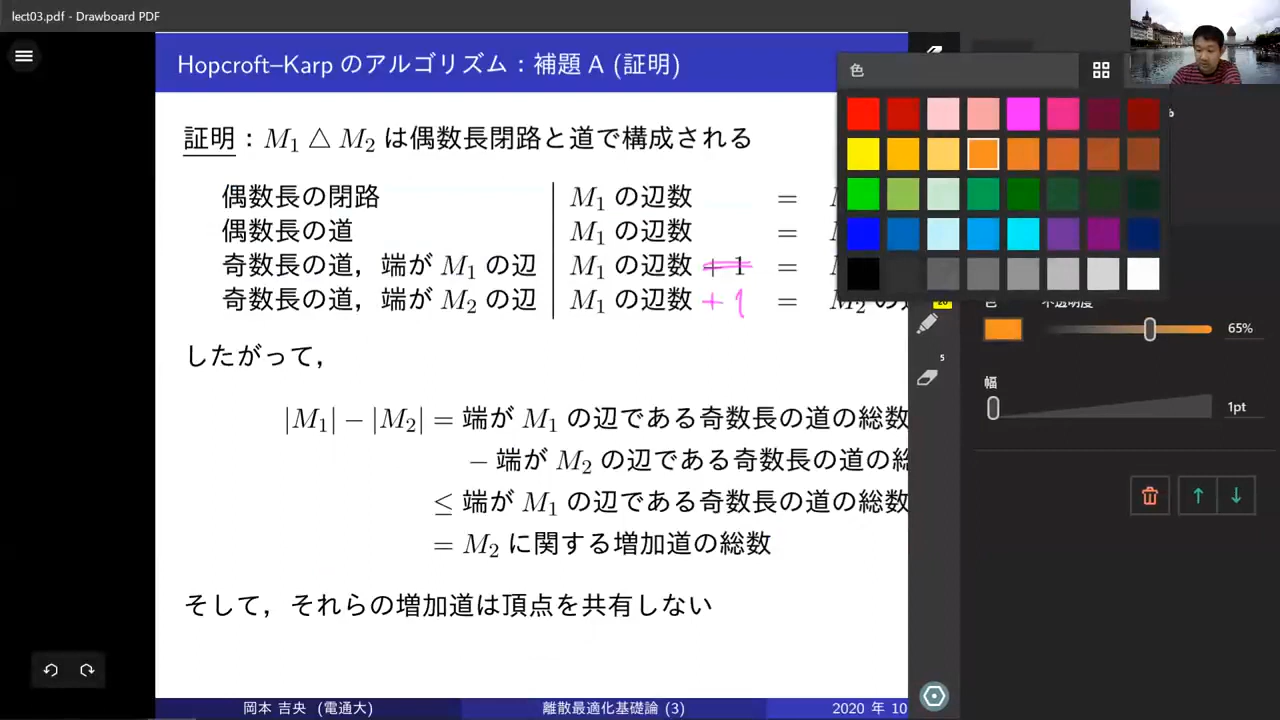 lect03.pdf - Drawboard PDF
Hopcroft–Karp のアルゴリズム：補題 A (証明)
色
証明：M₁ △ M₂ は偶数長閉路と道で構成される
偶数長の閉路 M₁ の辺数 =
偶数長の道 M₁ の辺数 =
奇数長の道，端が M₁ の辺 M₁ の辺数 + 1 =
奇数長の道，端が M₂ の辺 M₁ の辺数 + 1 = M₂ の
不透明度
65%
幅
1pt
5
したがって，
|M₁| − |M₂| = 端が M₁ の辺である奇数長の道の総数
− 端が M₂ の辺である奇数長の道の総
≤ 端が M₁ の辺である奇数長の道の総数
= M₂ に関する増加道の総数
そして，それらの増加道は頂点を共有しない
岡本 吉央 (電通大) 離散最適化基礎論 (3) 2020 年 10